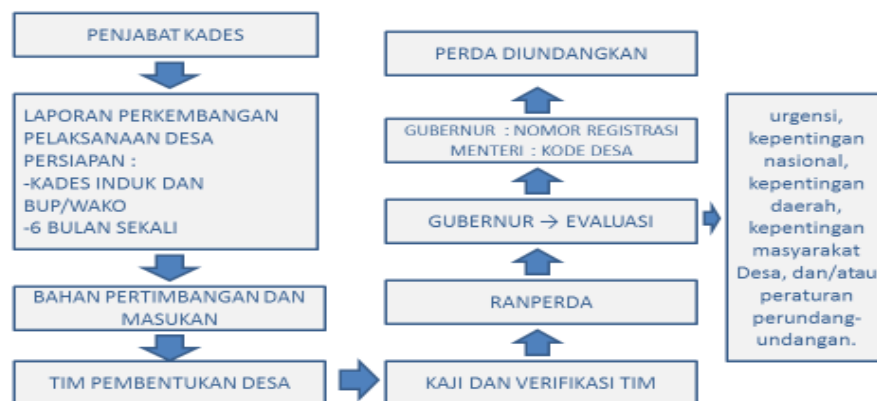 PENJABAT KADES
LAPORAN PERKEMBANGAN
PELAKSANAAN DESA
PERSIAPAN :
-KADES INDUK DAN
BUP/WAKO
-6 BULAN SEKALI
BAHAN PERTIMBANGAN DAN
MASUKAN
TIM PEMBENTUKAN DESA
KAJI DAN VERIFIKASI TIM
RANPERDA
GUBERNUR → EVALUASI
GUBERNUR : NOMOR REGISTRASI
MENTERI : KODE DESA
PERDA DIUNDANGKAN
urgensi,
kepentingan
nasional,
kepentingan
daerah,
kepentingan
masyarakat
Desa, dan/atau
peraturan
perundang-
undangan.